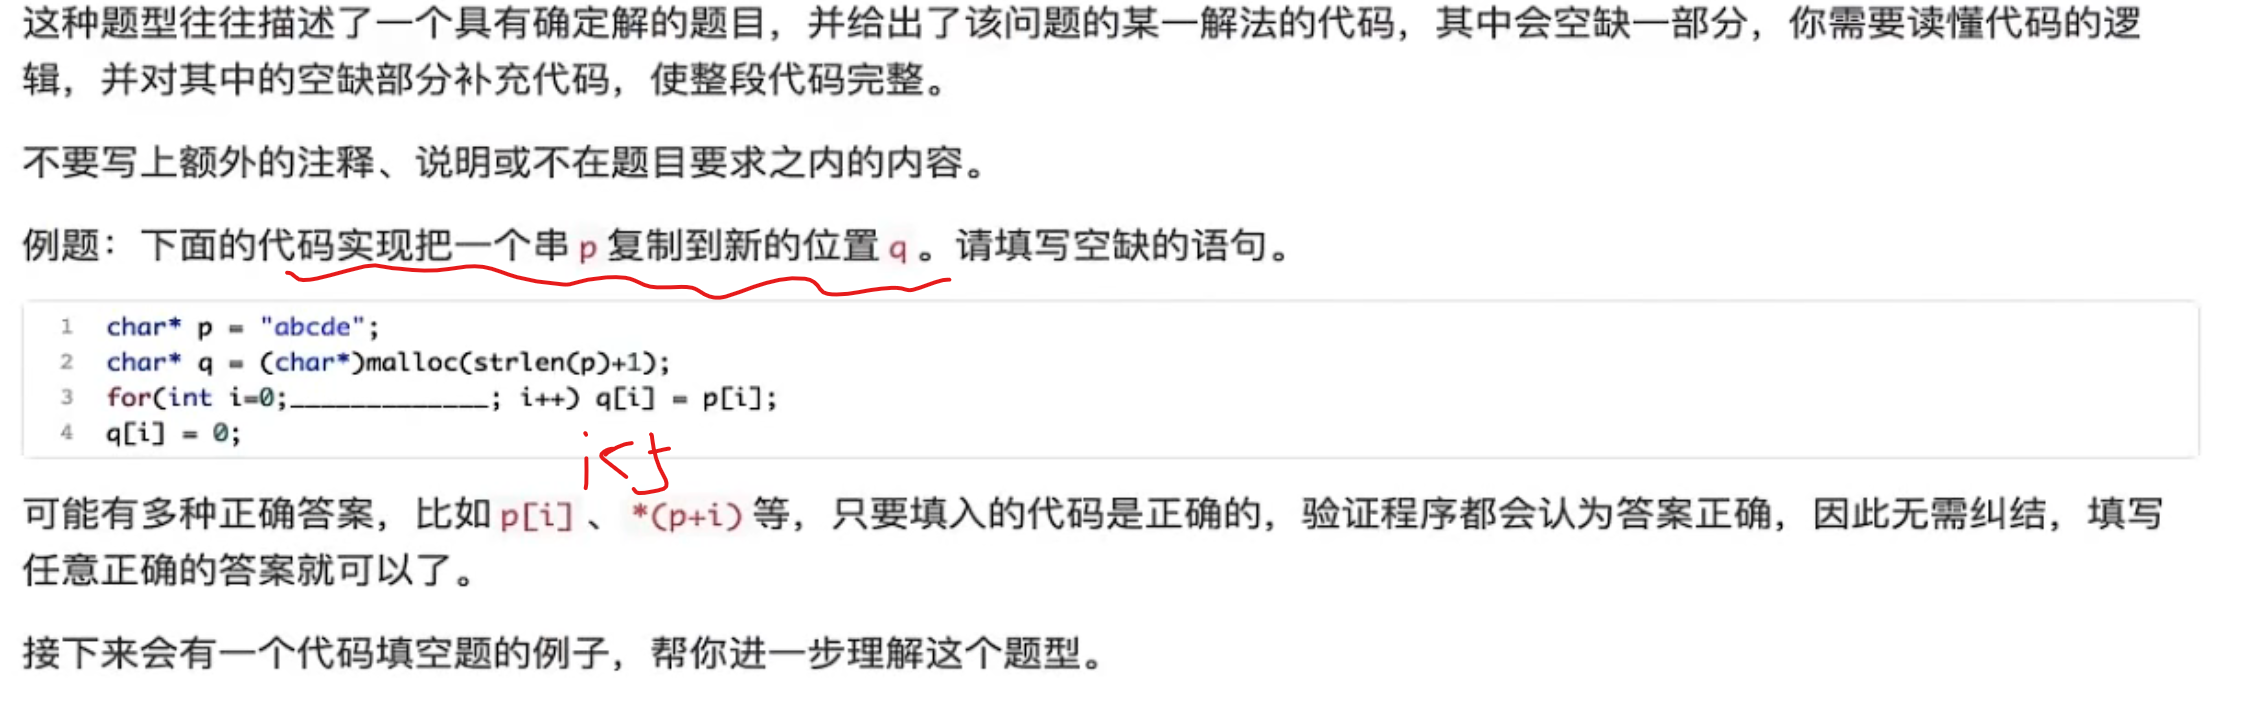 这种题型往往描述了一个具有确定解的题目，并给出了该问题的某一解法的代码，其中会空缺一部分，你需要读懂代码的逻
辑，并对其中的空缺部分补充代码，使整段代码完整。
不要写上额外的注释、说明或不在题目要求之内的内容。
例题：下面的代码实现把一个串 p 复制到新的位置 q 。请填写空缺的语句。
1 char* p = "abcde";
2 char* q = (char*)malloc(strlen(p)+1);
3 for(int i=0;_____________; i++) q[i] = p[i];
4 q[i] = 0;
i<5
可能有多种正确答案，比如 p[i] 、 *(p+i) 等，只要填入的代码是正确的，验证程序都会认为答案正确，因此无需纠结，填写
任意正确的答案就可以了。
接下来会有一个代码填空题的例子，帮你进一步理解这个题型。